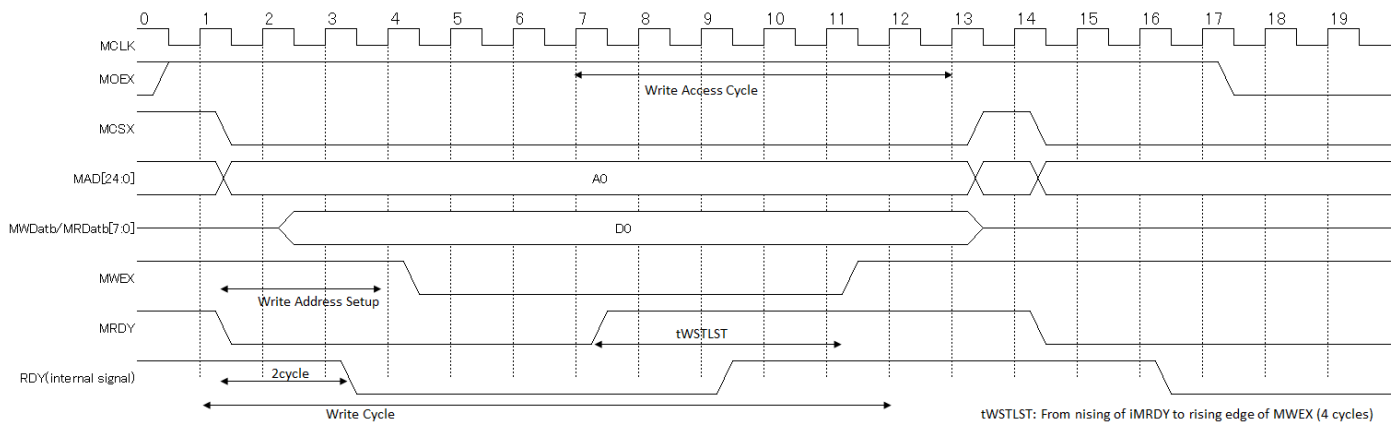 0 1 2 3 4 5 6 7 8 9 10 11 12 13 14 15 16 17 18 19
MCLK
MOEX
Write Access Cycle
MCSX
MAD[24:0]
A0
MWDatb/MRDatb[7:0]
D0
MWEX
Write Address Setup
MRDY
tWSTLST
RDY(internal signal)
2cycle
Write Cycle
tWSTLST: From nising of iMRDY to rising edge of MWEX (4 cycles)